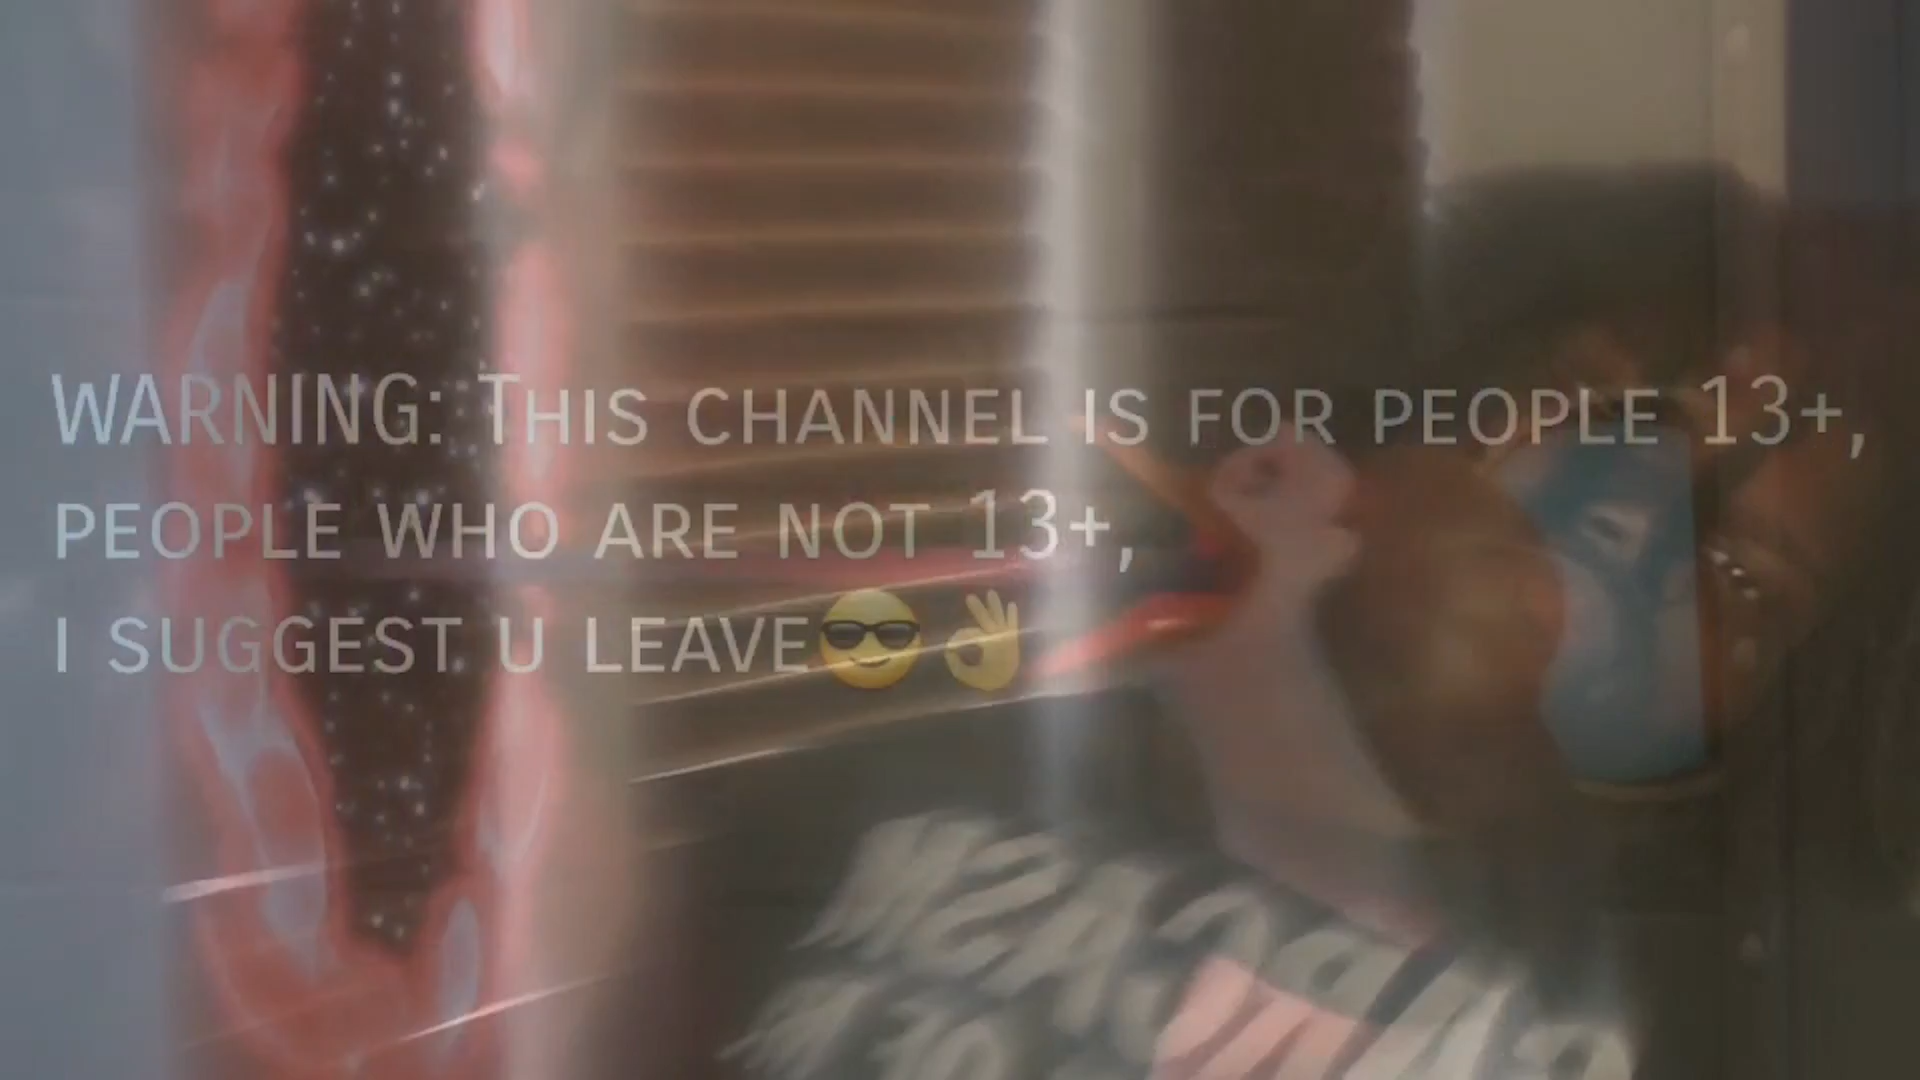 WARNING: THIS CHANNEL IS FOR PEOPLE 13+,
PEOPLE WHO ARE NOT 13+,
I SUGGEST U LEAVE😎👌